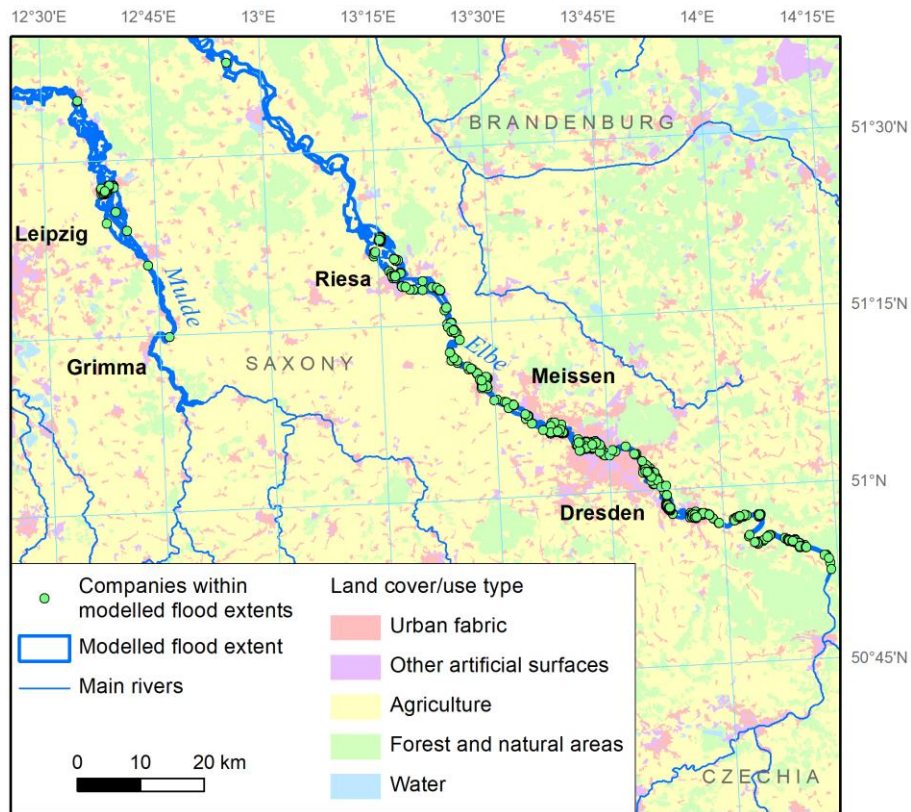 12°30'E 12°45'E 13°E 13°15'E 13°30'E 13°45'E 14°E 14°15'E
BRANDENBURG
51°30'N
Leipzig
Riesa
Mulde
51°15'N
Elbe
Grimma
SAXONY
Meissen
51°N
Dresden
50°45'N
CZECHIA
Companies within
modelled flood extents
Modelled flood extent
Main rivers
0 10 20 km
Land cover/use type
Urban fabric
Other artificial surfaces
Agriculture
Forest and natural areas
Water